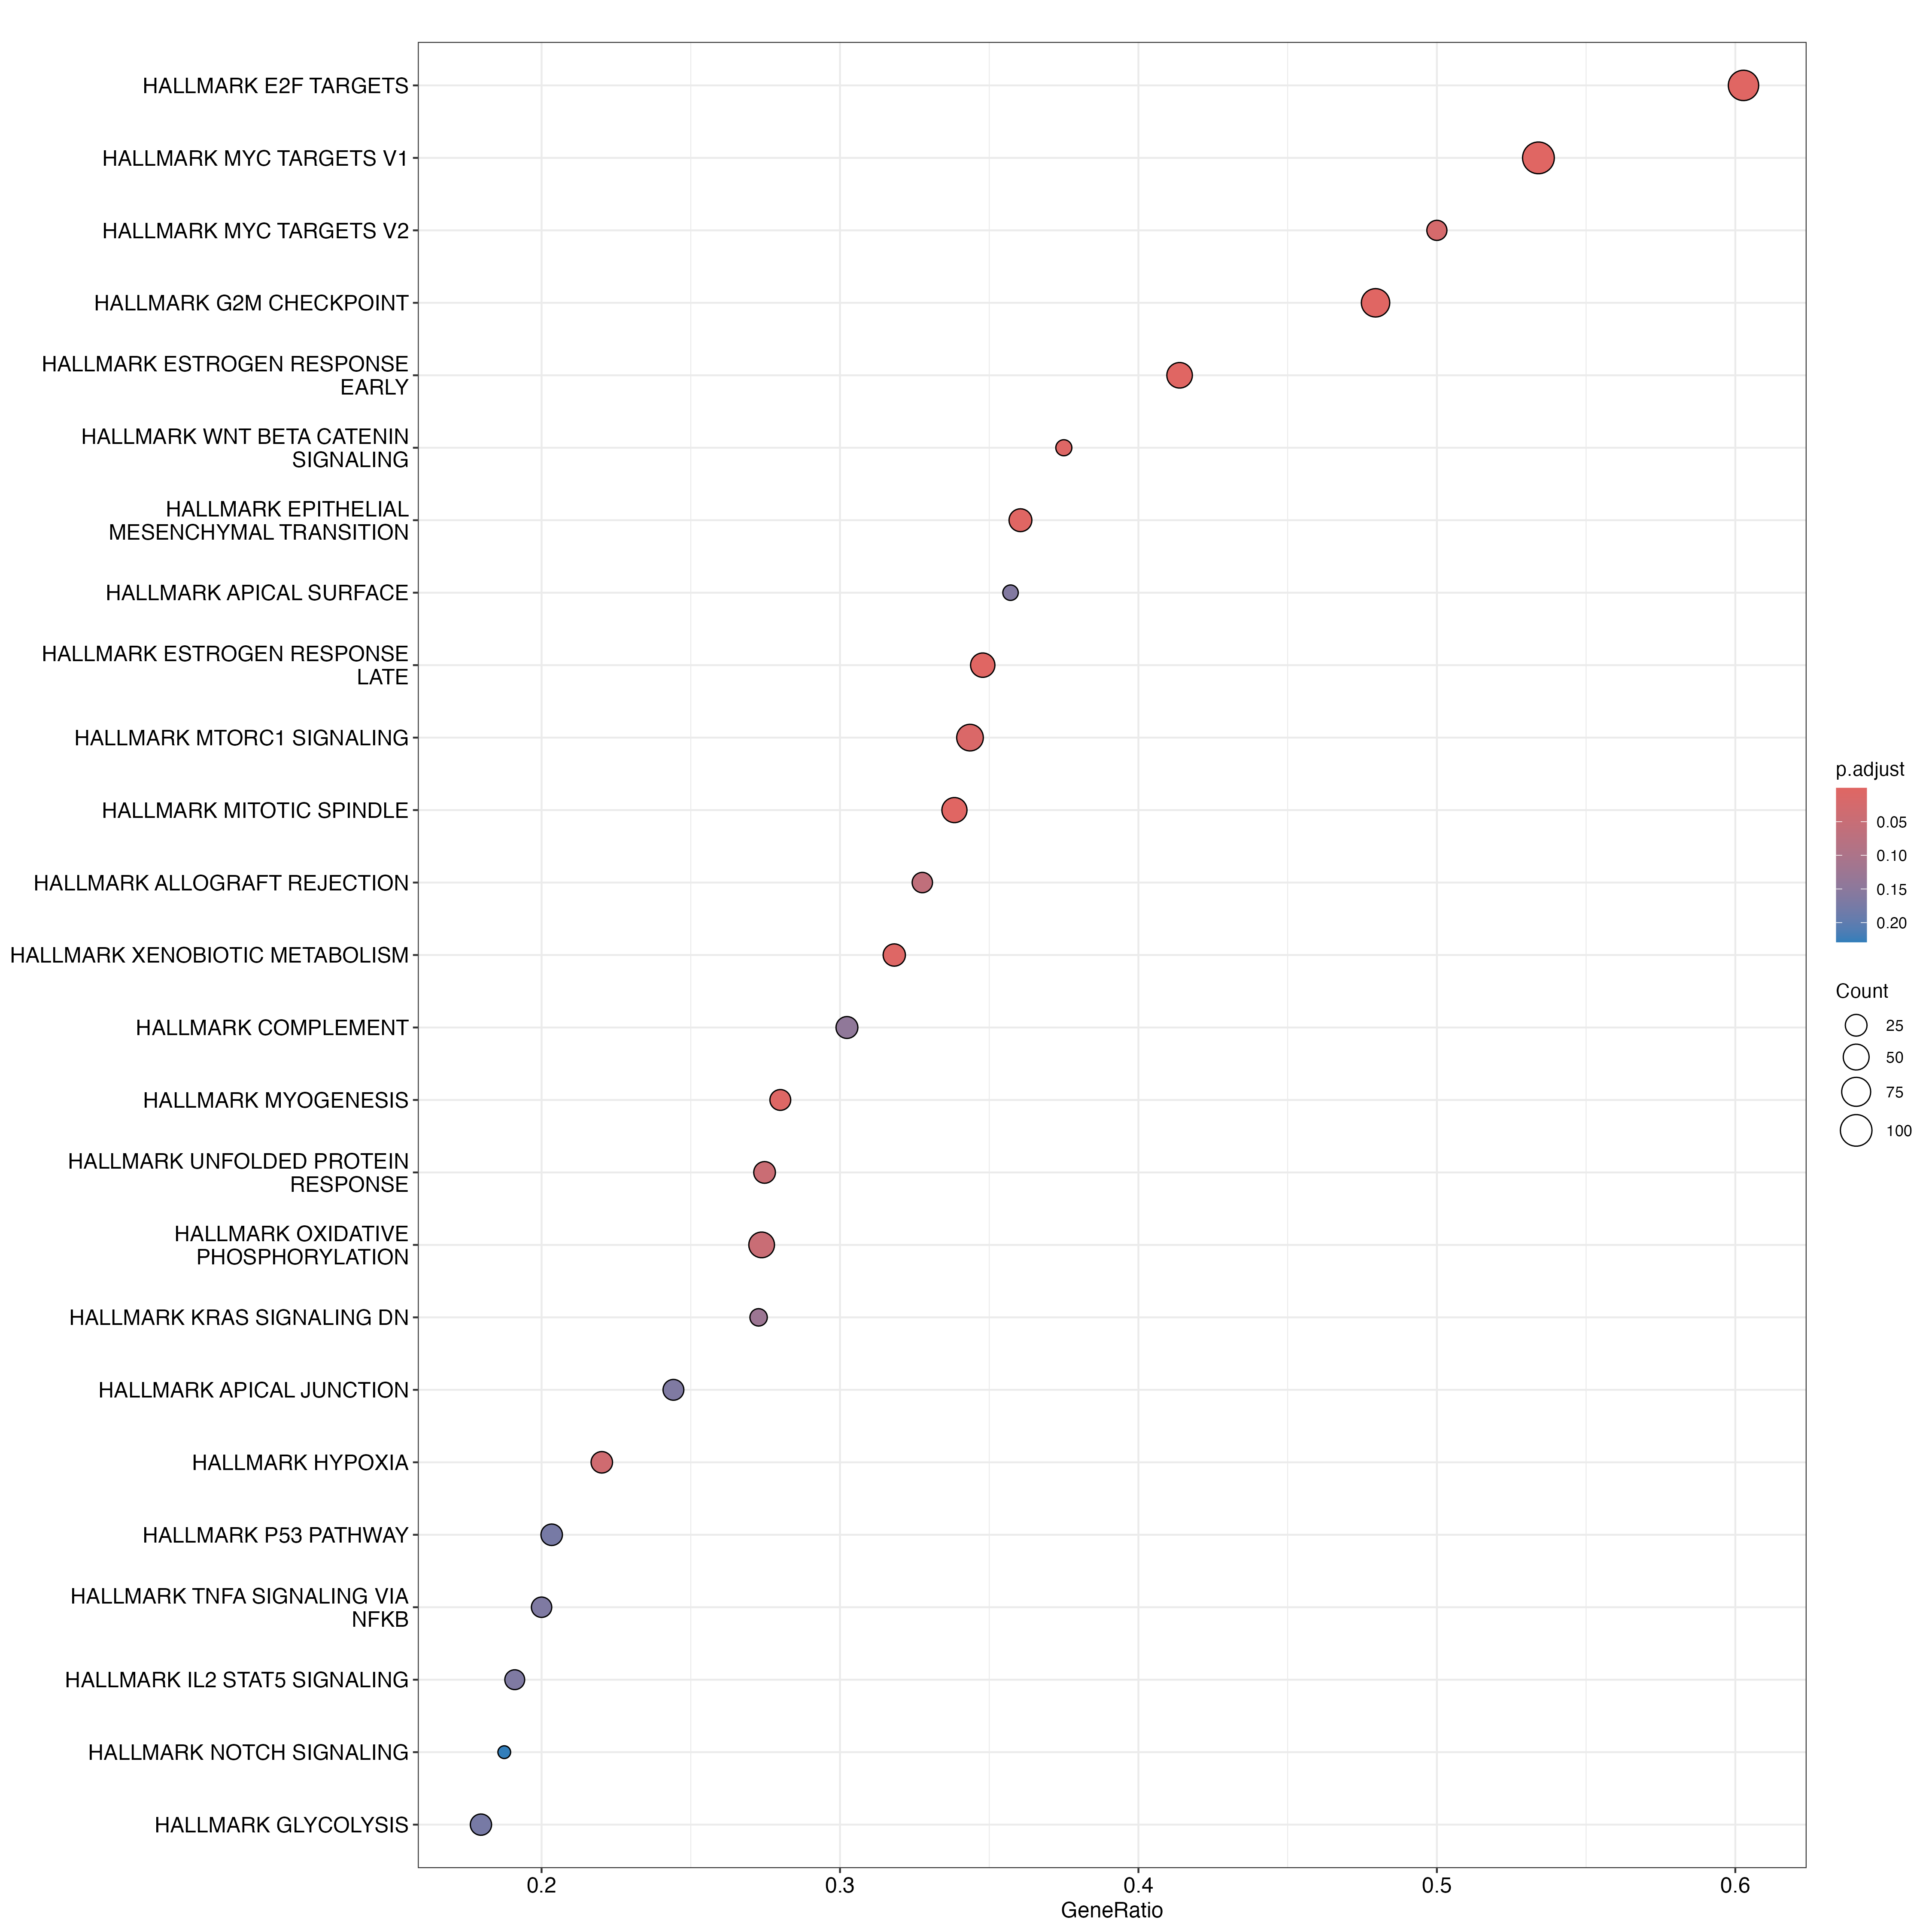 HALLMARK E2F TARGETS
HALLMARK MYC TARGETS V1
HALLMARK MYC TARGETS V2
HALLMARK G2M CHECKPOINT
HALLMARK ESTROGEN RESPONSE
EARLY
HALLMARK WNT BETA CATENIN
SIGNALING
HALLMARK EPITHELIAL
MESENCHYMAL TRANSITION
HALLMARK APICAL SURFACE
HALLMARK ESTROGEN RESPONSE
LATE
HALLMARK MTORC1 SIGNALING
HALLMARK MITOTIC SPINDLE
HALLMARK ALLOGRAFT REJECTION
HALLMARK XENOBIOTIC METABOLISM
HALLMARK COMPLEMENT
HALLMARK MYOGENESIS
HALLMARK UNFOLDED PROTEIN
RESPONSE
HALLMARK OXIDATIVE
PHOSPHORYLATION
HALLMARK KRAS SIGNALING DN
HALLMARK APICAL JUNCTION
HALLMARK HYPOXIA
HALLMARK P53 PATHWAY
HALLMARK TNFA SIGNALING VIA
NFKB
HALLMARK IL2 STAT5 SIGNALING
HALLMARK NOTCH SIGNALING
HALLMARK GLYCOLYSIS
0.2 0.3 0.4 0.5 0.6
GeneRatio
p.adjust
0.05
0.10
0.15
0.20
Count
25
50
75
100